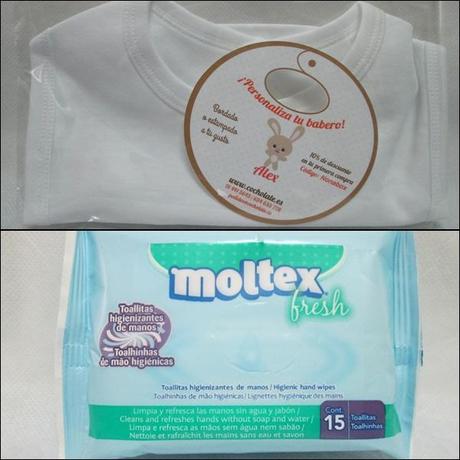 ¡Personaliza tu babero!
Bordado
o estampado
a tu gusto
10% de descuento
en tu primera compra
Código: Nonabox
Alex
www.cocholate.es
moltex
fresh
Toallitas
higienizantes
de manos
Toalhinhas
de mão higiénicas
Toallitas higienizantes de manos / Higienic hand wipes
Toalhinhas de mão higiénicas / Lignettes hygiénique des mains
Limpia y refresca las manos sin agua y jabón /
Cleans and refreshes hands without soap and water /
Limpa e refresca as mãos sem água nem sabão /
Nettoie et rafraîchit les mains sans eau et savon
Cont.
15
Toallitas
Toalhinhas